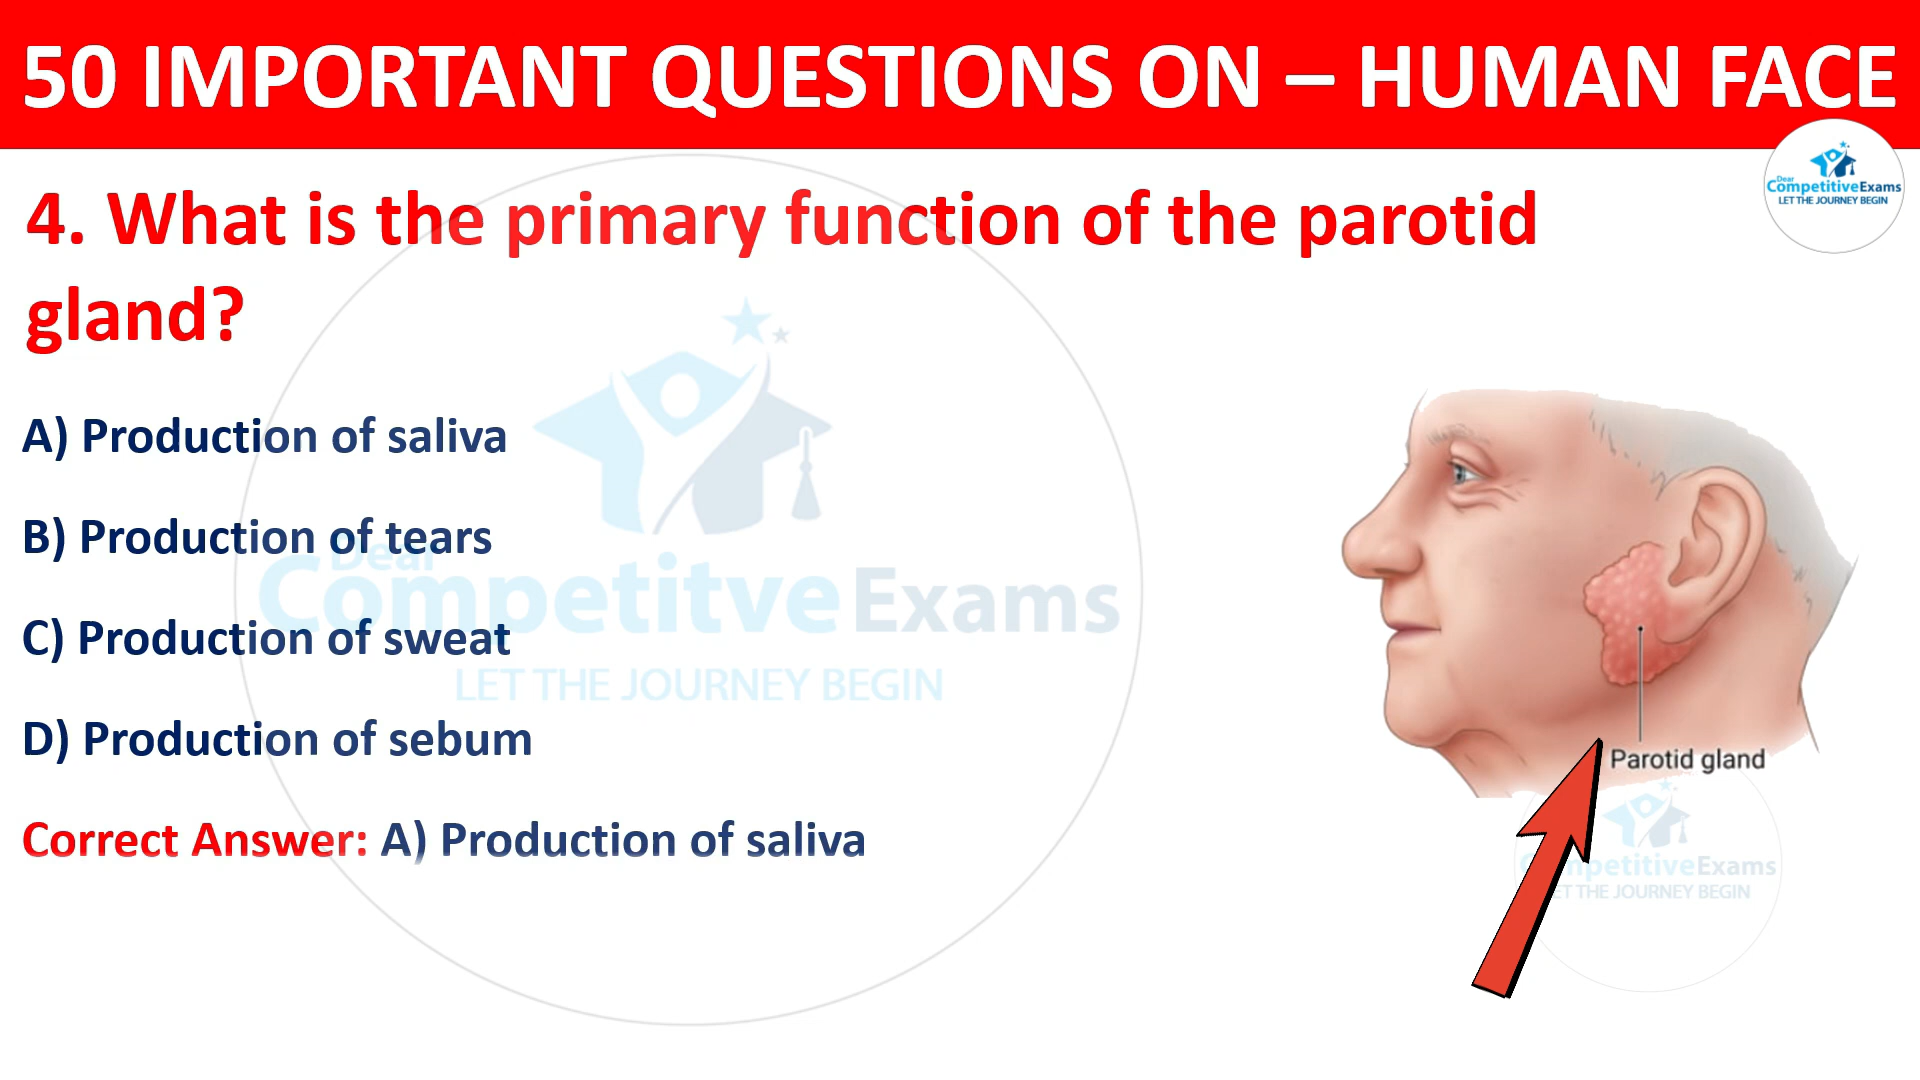 50 IMPORTANT QUESTIONS ON – HUMAN FACE
Dear
CompetitiveExams
LET THE JOURNEY BEGIN
4. What is the primary function of the parotid
gland?
A) Production of saliva
B) Production of tears
Dear
C) Production of sweat
CompetitveExams
LET THE JOURNEY BEGIN
D) Production of sebum
Parotid gland
Correct Answer: A) Production of saliva